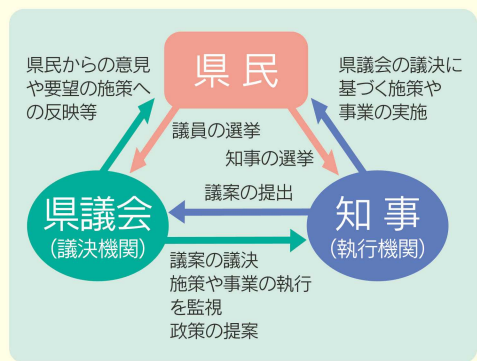 県民からの意見
や要望の施策へ
の反映等
県民
県議会の議決に
基づく施策や
事業の実施
議員の選挙
知事の選挙
議案の提出
県議会
(議決機関)
知事
(執行機関)
議案の議決
施策や事業の執行
を監視
政策の提案